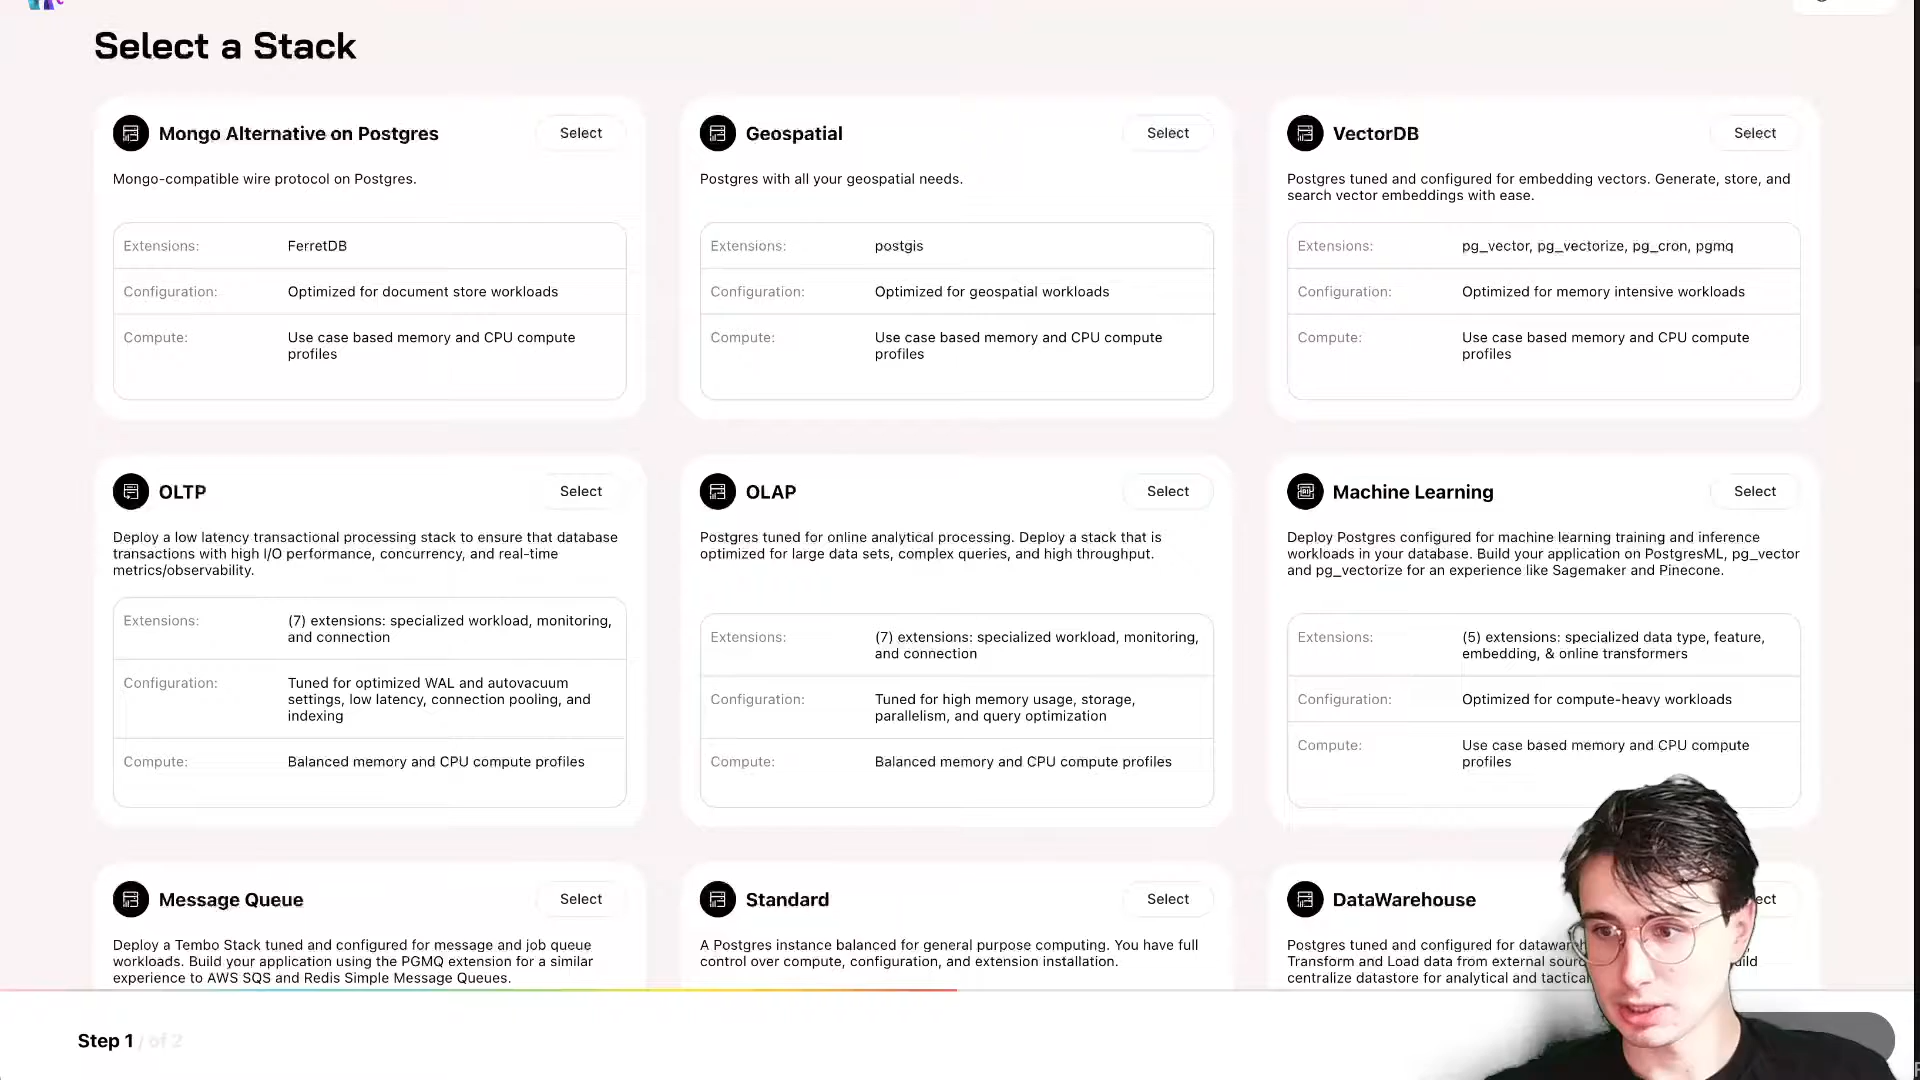 Select a Stack
Mongo Alternative on Postgres
Select
Mongo-compatible wire protocol on Postgres.
Extensions:
FerretDB
Configuration:
Optimized for document store workloads
Compute:
Use case based memory and CPU compute
profiles
Geospatial
Select
Postgres with all your geospatial needs.
Extensions:
postgis
Configuration:
Optimized for geospatial workloads
Compute:
Use case based memory and CPU compute
profiles
VectorDB
Select
Postgres tuned and configured for embedding vectors. Generate, store, and
search vector embeddings with ease.
Extensions:
pg_vector, pg_vectorize, pg_cron, pgmq
Configuration:
Optimized for memory intensive workloads
Compute:
Use case based memory and CPU compute
profiles
OLTP
Select
Deploy a low latency transactional processing stack to ensure that database
transactions with high I/O performance, concurrency, and real-time
metrics/observability.
Extensions:
(7) extensions: specialized workload, monitoring,
and connection
Configuration:
Tuned for optimized WAL and autovacuum
settings, low latency, connection pooling, and
indexing
Compute:
Balanced memory and CPU compute profiles
OLAP
Select
Postgres tuned for online analytical processing. Deploy a stack that is
optimized for large data sets, complex queries, and high throughput.
Extensions:
(7) extensions: specialized workload, monitoring,
and connection
Configuration:
Tuned for high memory usage, storage,
parallelism, and query optimization
Compute:
Balanced memory and CPU compute profiles
Machine Learning
Select
Deploy Postgres configured for machine learning training and inference
workloads in your database. Build your application on PostgresML, pg_vector
and pg_vectorize for an experience like Sagemaker and Pinecone.
Extensions:
(5) extensions: specialized data type, feature,
embedding, & online transformers
Configuration:
Optimized for compute-heavy workloads
Compute:
Use case based memory and CPU compute
profiles
Message Queue
Select
Deploy a Tembo Stack tuned and configured for message and job queue
workloads. Build your application using the PGMQ extension for a similar
experience to AWS SQS and Redis Simple Message Queues.
Standard
Select
A Postgres instance balanced for general purpose computing. You have full
control over compute, configuration, and extension installation.
DataWarehouse
Postgres tuned and configured for
Transform and Load data from external
centralize datastore for analytical and
Step 1 / of 2